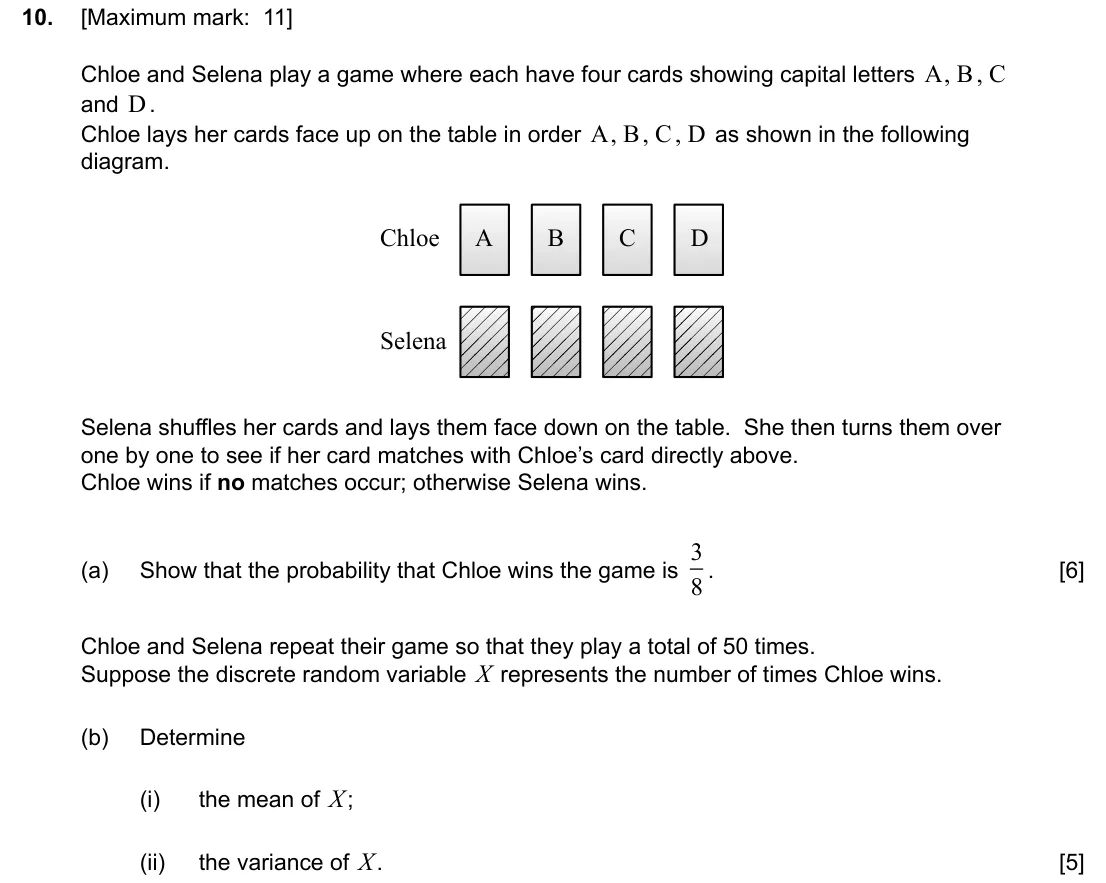 10. [Maximum mark: 11]
Chloe and Selena play a game where each have four cards showing capital letters A, B, C
and D.
Chloe lays her cards face up on the table in order A, B, C, D as shown in the following
diagram.
Chloe A B C D
Selena
Selena shuffles her cards and lays them face down on the table. She then turns them over
one by one to see if her card matches with Chloe's card directly above.
Chloe wins if no matches occur; otherwise Selena wins.
(a) Show that the probability that Chloe wins the game is 3/8. [6]
Chloe and Selena repeat their game so that they play a total of 50 times.
Suppose the discrete random variable X represents the number of times Chloe wins.
(b) Determine
(i) the mean of X;
(ii) the variance of X. [5]